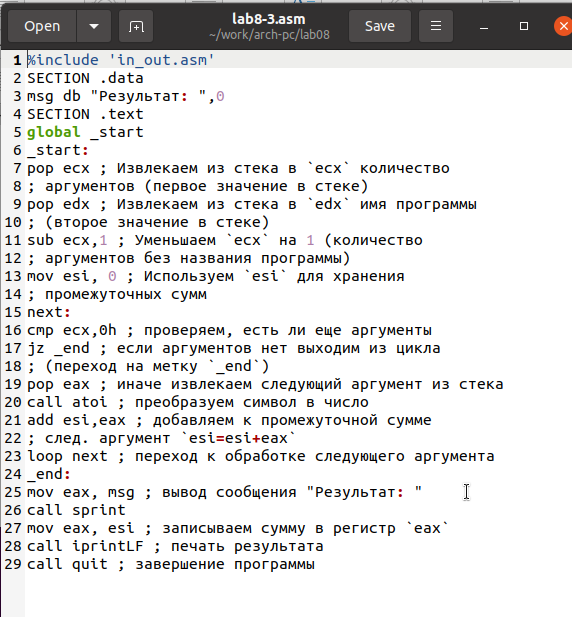 Open
lab8-3.asm
~/work/arch-pc/lab08
Save
1 %include 'in_out.asm'
2 SECTION .data
3 msg db "Результат: ",0
4 SECTION .text
5 global _start
6 _start:
7 pop ecx ; Извлекаем из стека в `ecx` количество
8 ; аргументов (первое значение в стеке)
9 pop edx ; Извлекаем из стека в `edx` имя программы
10 ; (второе значение в стеке)
11 sub ecx,1 ; Уменьшаем `ecx` на 1 (количество
12 ; аргументов без названия программы)
13 mov esi, 0 ; Используем `esi` для хранения
14 ; промежуточных сумм
15 next:
16 cmp ecx,0h ; проверяем, есть ли еще аргументы
17 jz _end ; если аргументов нет выходим из цикла
18 ; (переход на метку `_end`)
19 pop eax ; иначе извлекаем следующий аргумент из стека
20 call atoi ; преобразуем символ в число
21 add esi,eax ; добавляем к промежуточной сумме
22 ; след. аргумент `esi=esi+eax`
23 loop next ; переход к обработке следующего аргумента
24 _end:
25 mov eax, msg ; вывод сообщения "Результат: "
26 call sprint
27 mov eax, esi ; записываем сумму в регистр `eax`
28 call iprintLF ; печать результата
29 call quit ; завершение программы